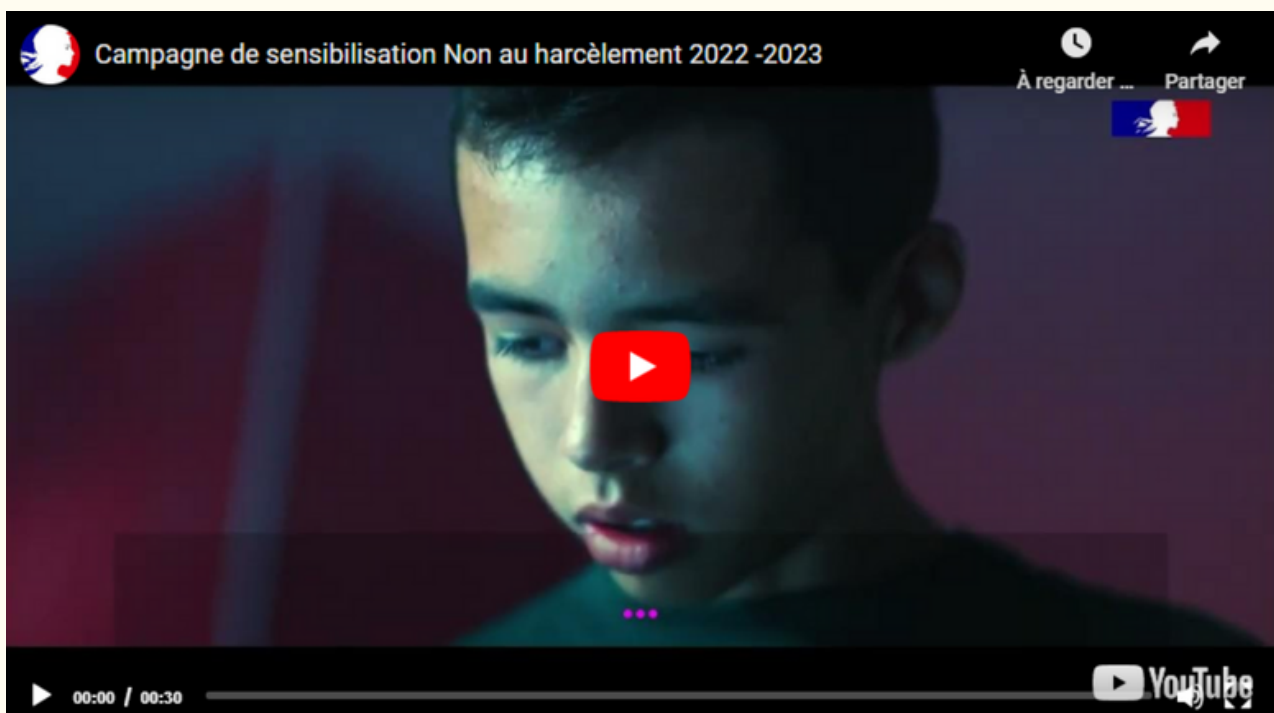 Campagne de sensibilisation Non au harcèlement 2022 -2023
À regarder ...
Partager
•••
00:00 / 00:30
YouTube